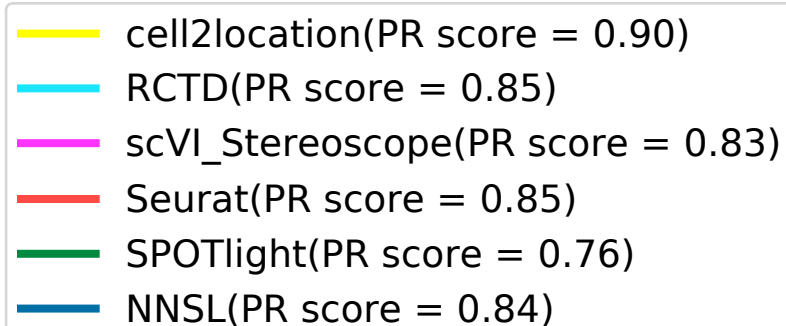 cell2location(PR score = 0.90)
RCTD(PR score = 0.85)
scVI_Stereoscope(PR score = 0.83)
Seurat(PR score = 0.85)
SPOTlight(PR score = 0.76)
NNSL(PR score = 0.84)